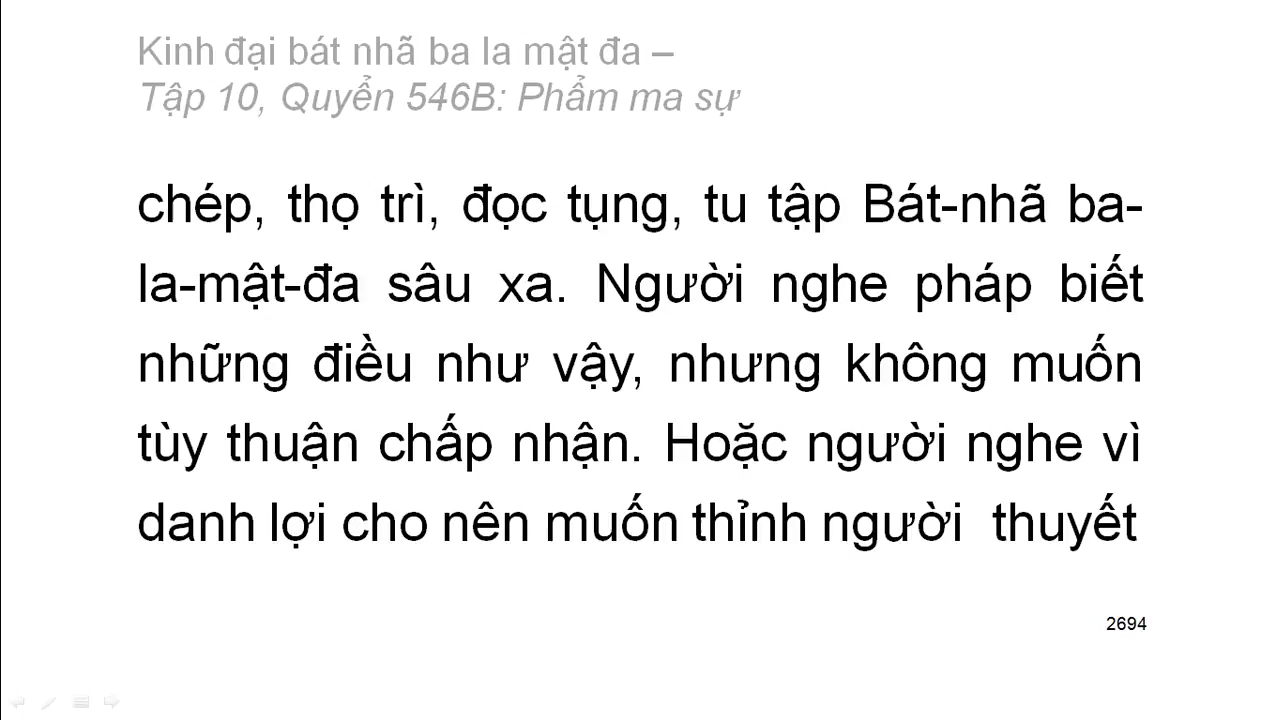 Kinh đại bát nhã ba la mật đa –
Tập 10, Quyển 546B: Phẩm ma sự
chép, thọ trì, đọc tụng, tu tập Bát-nhã ba-
la-mật-đa sâu xa. Người nghe pháp biết
những điều như vậy, nhưng không muốn
tùy thuận chấp nhận. Hoặc người nghe vì
danh lợi cho nên muốn thỉnh người thuyết
2694